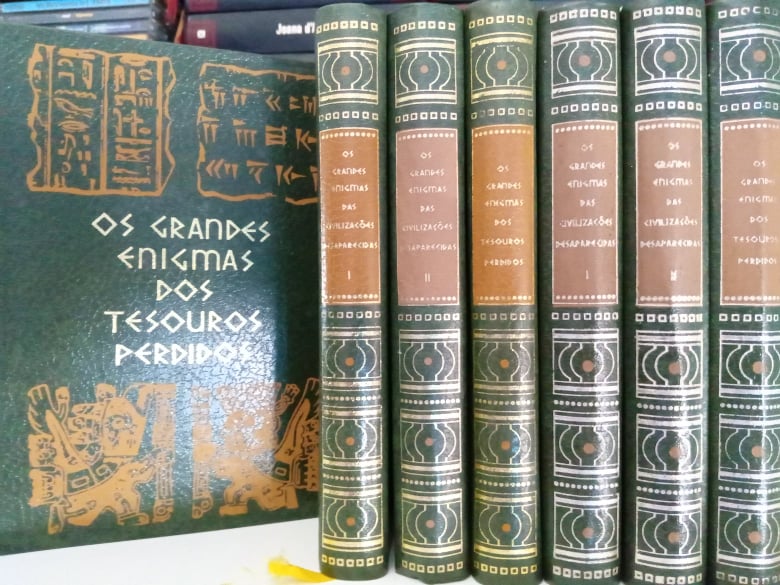 Joana d'
OS GRANDES
ENIGMAS
DOS
TESOUROS
PERDIDOS
OS
GRANDES
ENIGMAS
DAS
CIVILIZAÇÕES
DESAPARECIDAS
I
OS
GRANDES
ENIGMAS
DAS
CIVILIZAÇÕES
DESAPARECIDAS
II
OS
GRANDES
ENIGMAS
DOS
TESOUROS
PERDIDOS
OS
GRANDES
ENIGMAS
DAS
CIVILIZAÇÕES
DESAPARECIDAS
I
OS
GRANDES
ENIGMAS
DAS
CIVILIZAÇÕES
DESAPARECIDAS
OS
GRANDES
ENIGMAS
DOS
TESOUROS
PERDIDOS